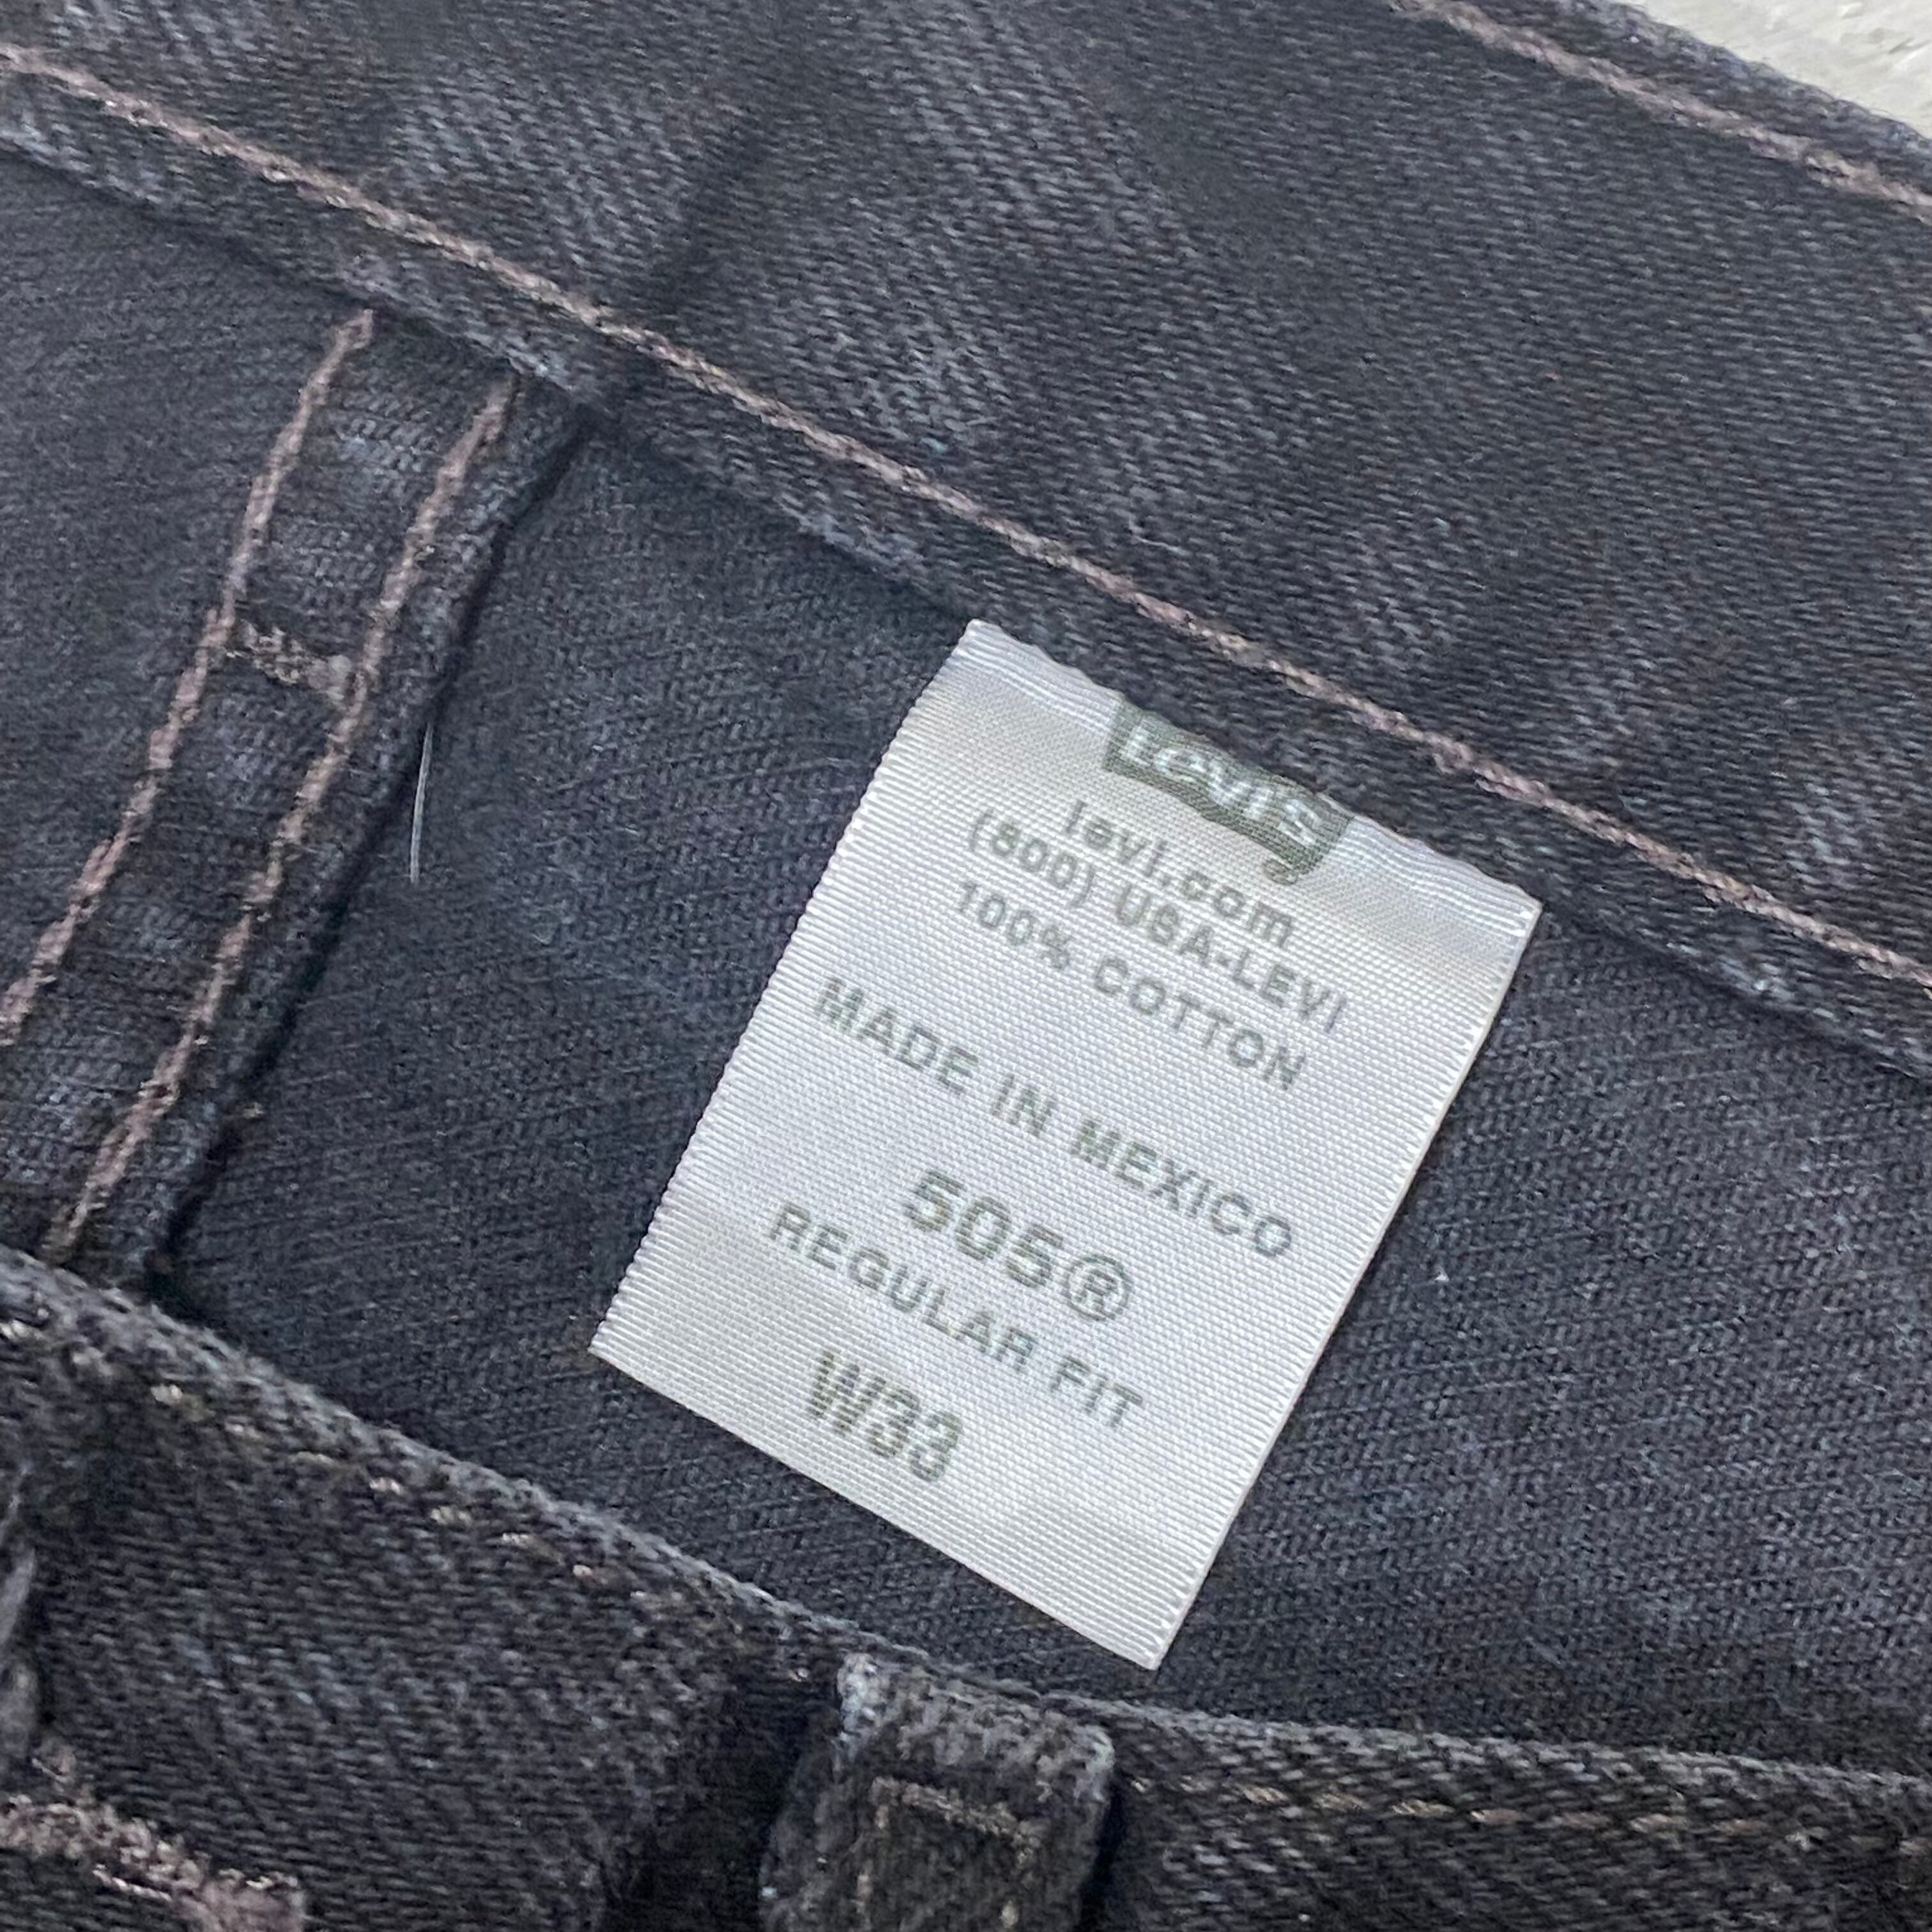 Levi's
levi.com
(800) USA-LEVI
100% COTTON
MADE IN MEXICO
505®
REGULAR FIT
W33